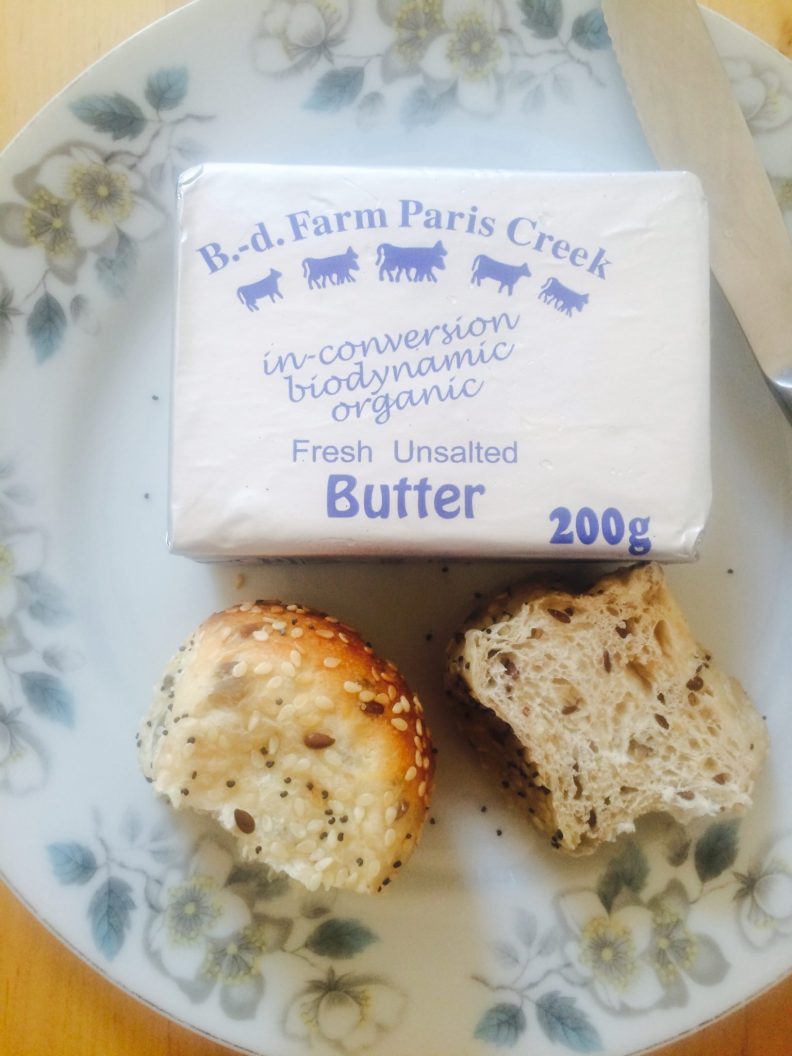 B.-d. Farm Paris Creek
in-conversion
biodynamic
organic
Fresh Unsalted
Butter
200g